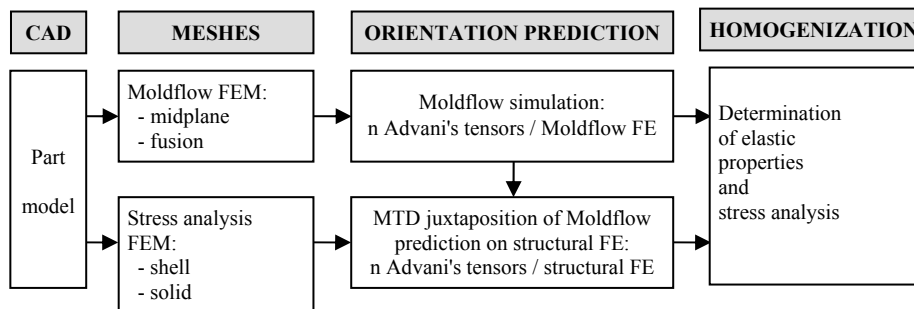 CAD
MESHES
ORIENTATION PREDICTION
HOMOGENIZATION
Part
model
Moldflow FEM:
- midplane
- fusion
Moldflow simulation:
n Advani's tensors / Moldflow FE
Determination
of elastic
properties
and
stress analysis
Stress analysis
FEM:
- shell
- solid
MTD juxtaposition of Moldflow
prediction on structural FE:
n Advani's tensors / structural FE